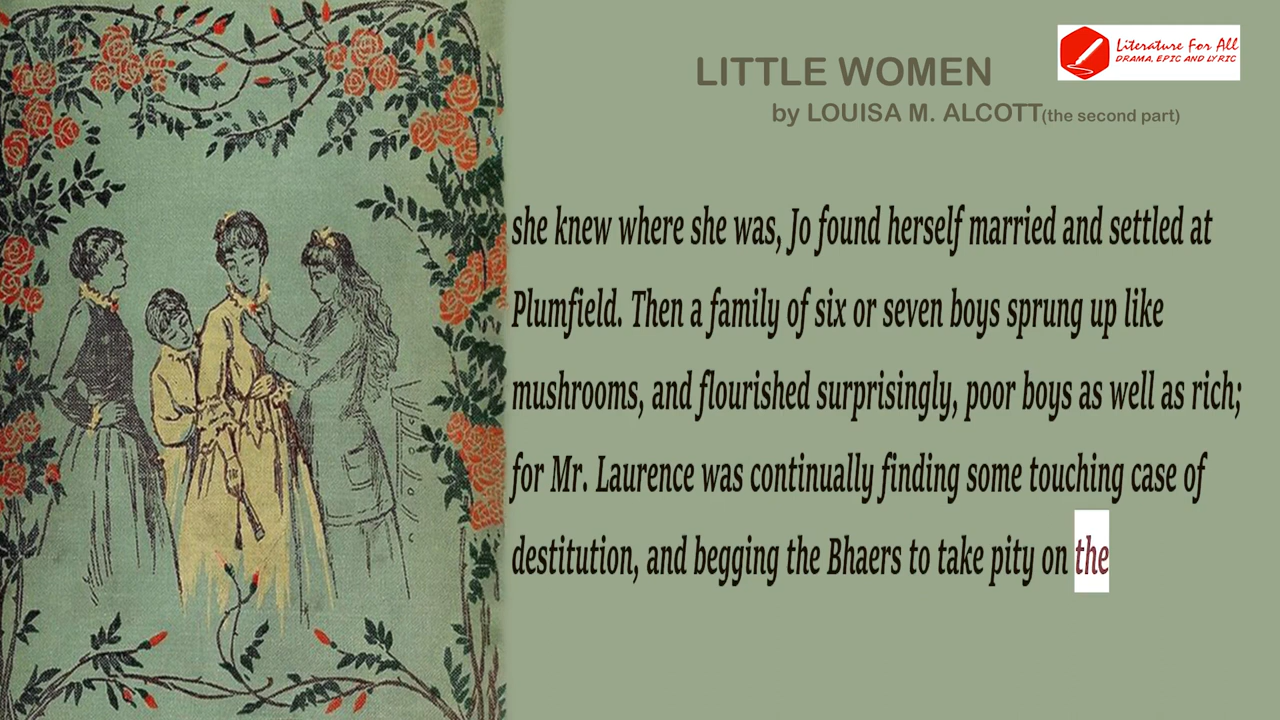 LITTLE WOMEN
by LOUISA M. ALCOTT(the second part)
Literature For All
DRAMA, EPIC AND LYRIC
she knew where she was, Jo found herself married and settled at
Plumfield. Then a family of six or seven boys sprung up like
mushrooms, and flourished surprisingly, poor boys as well as rich;
for Mr. Laurence was continually finding some touching case of
destitution, and begging the Bhaers to take pity on the